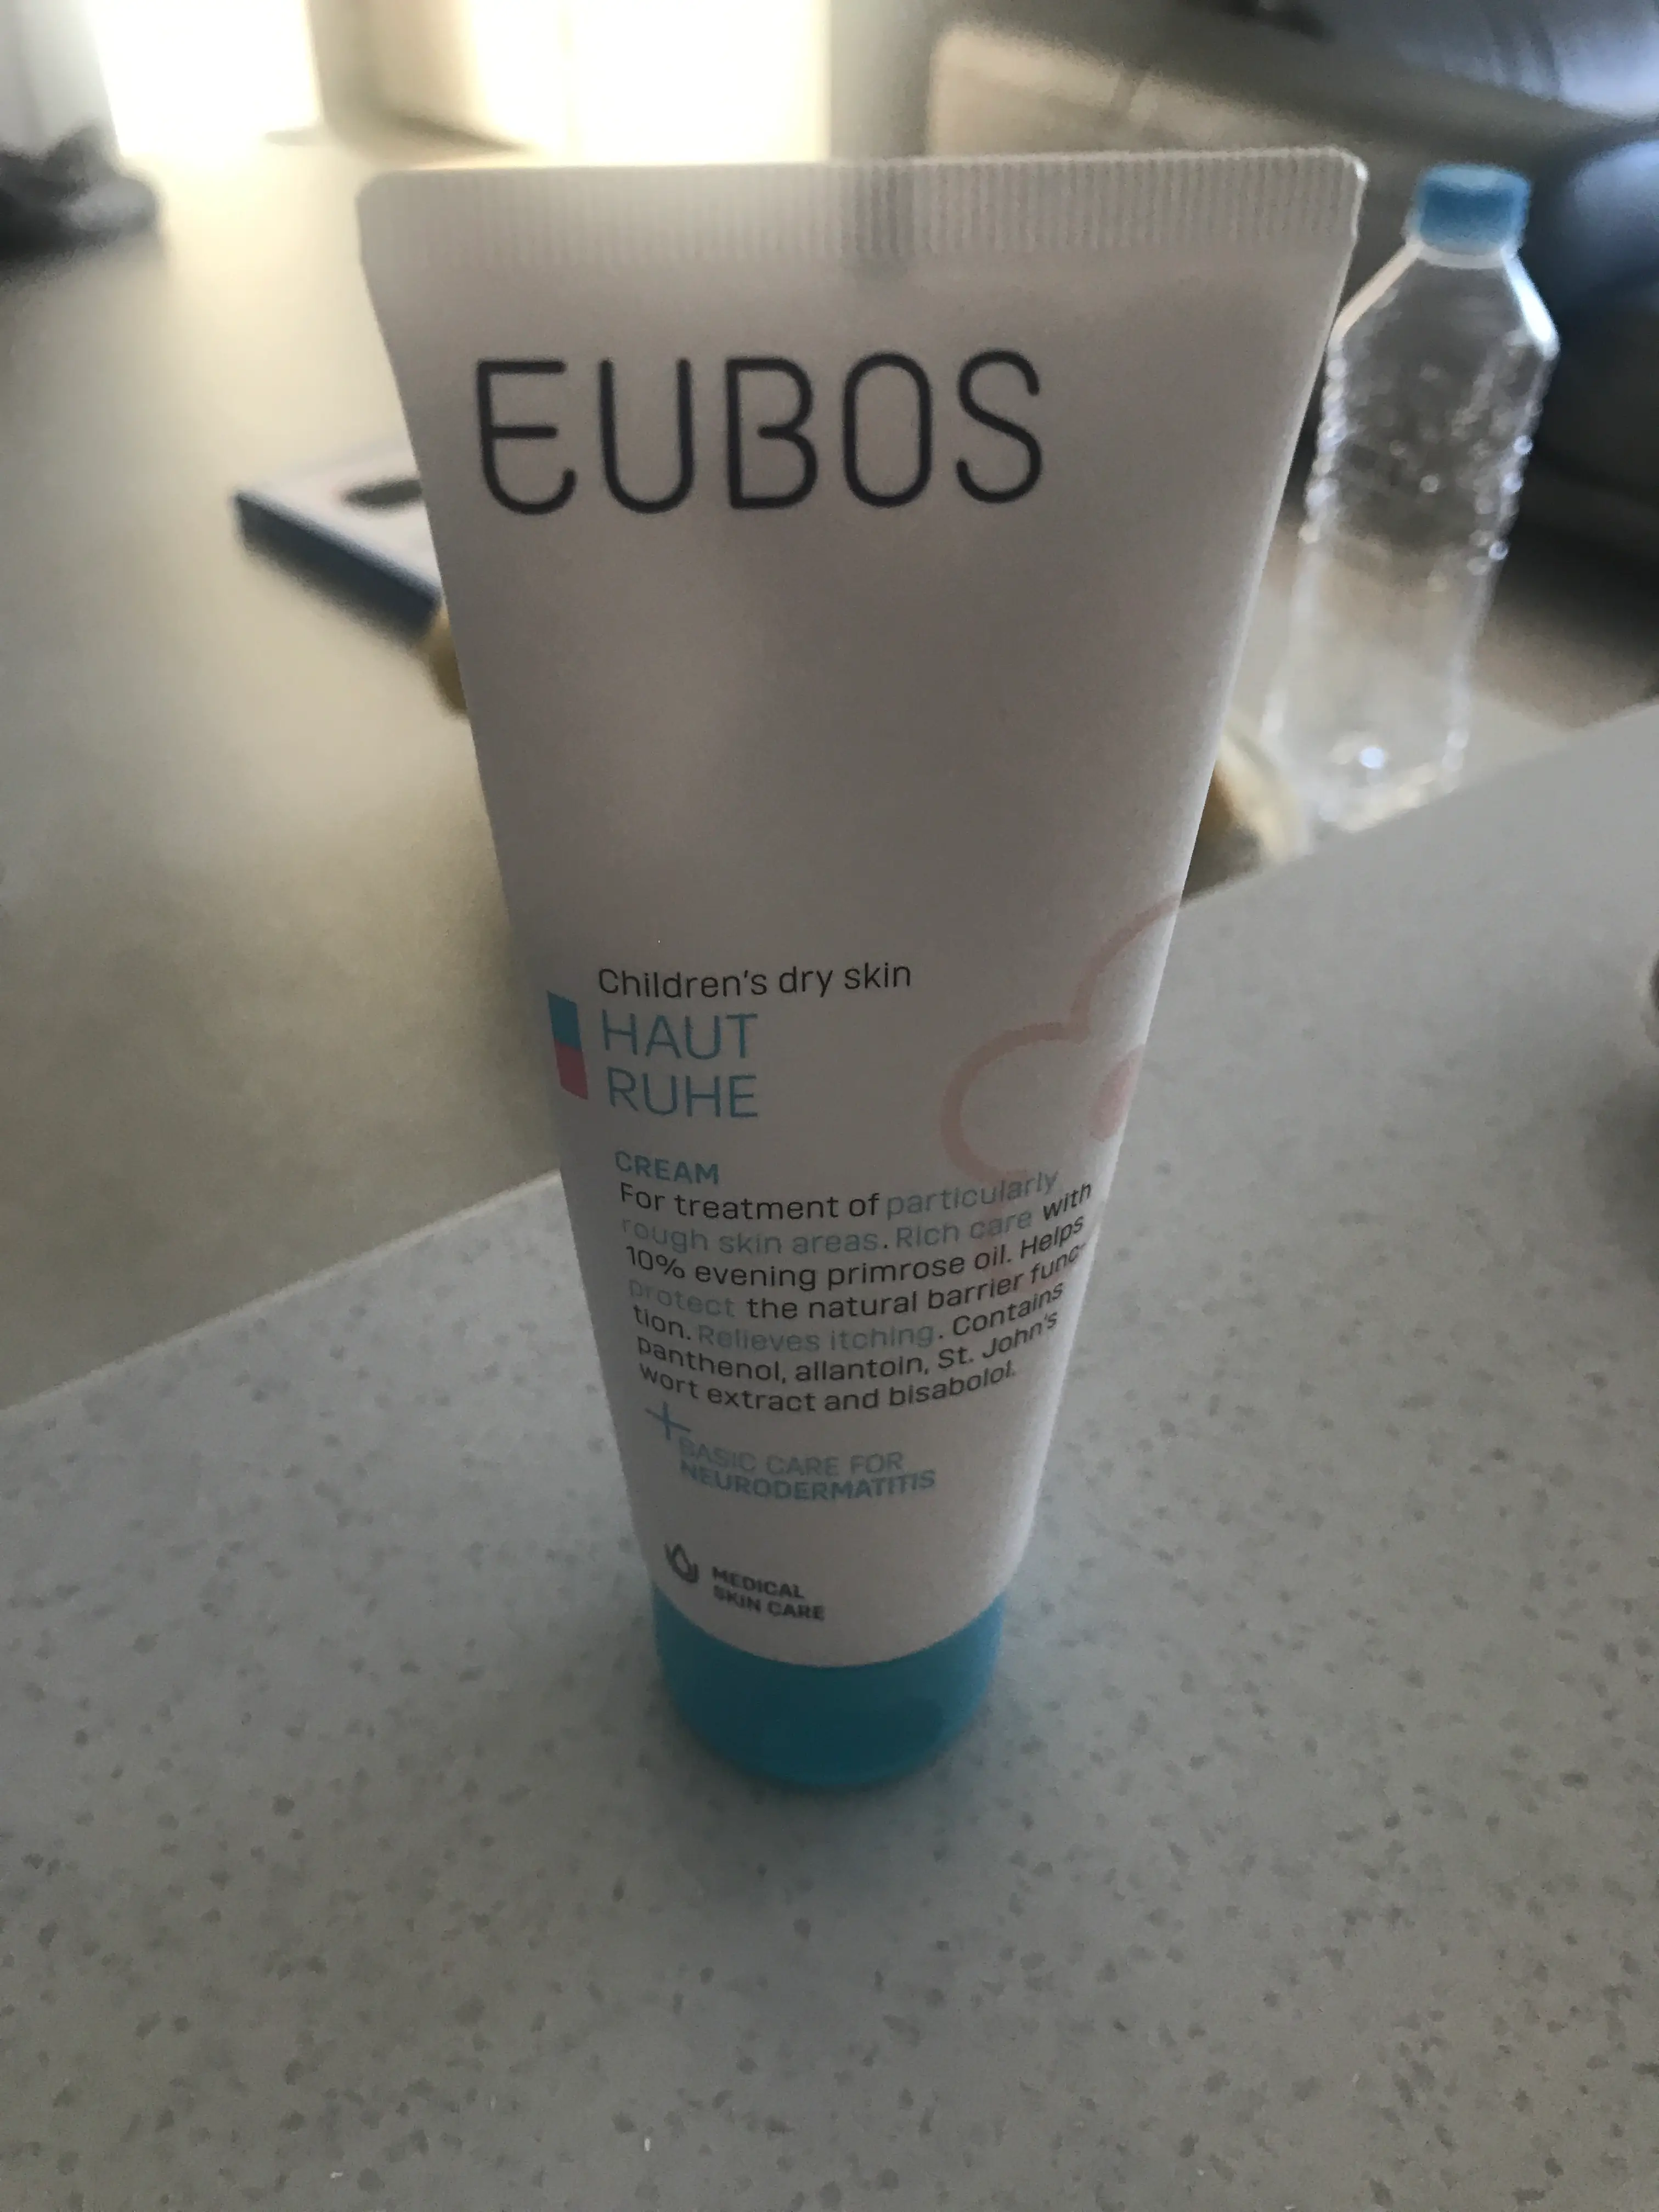 EUBOS
Children's dry skin
HAUT
RUHE
CREAM
For treatment of particularly
rough skin areas. Rich care with
10% evening primrose oil. Helps
protect the natural barrier func-
tion. Relieves itching. Contains
panthenol, allantoin, St. John's
wort extract and bisabolol.
+
BASIC CARE FOR
NEURODERMATITIS
MEDICAL
SKIN CARE